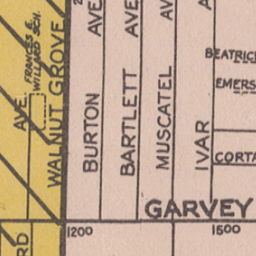 FRANCES E.
WILLARD SCH.
AVE.
WALNUT GROVE
BURTON AVE
BARTLETT AVE
MUSCATEL AVE
IVAR
BEATRIC
EMERS
CORTA
GARVEY
1200
1500
RD